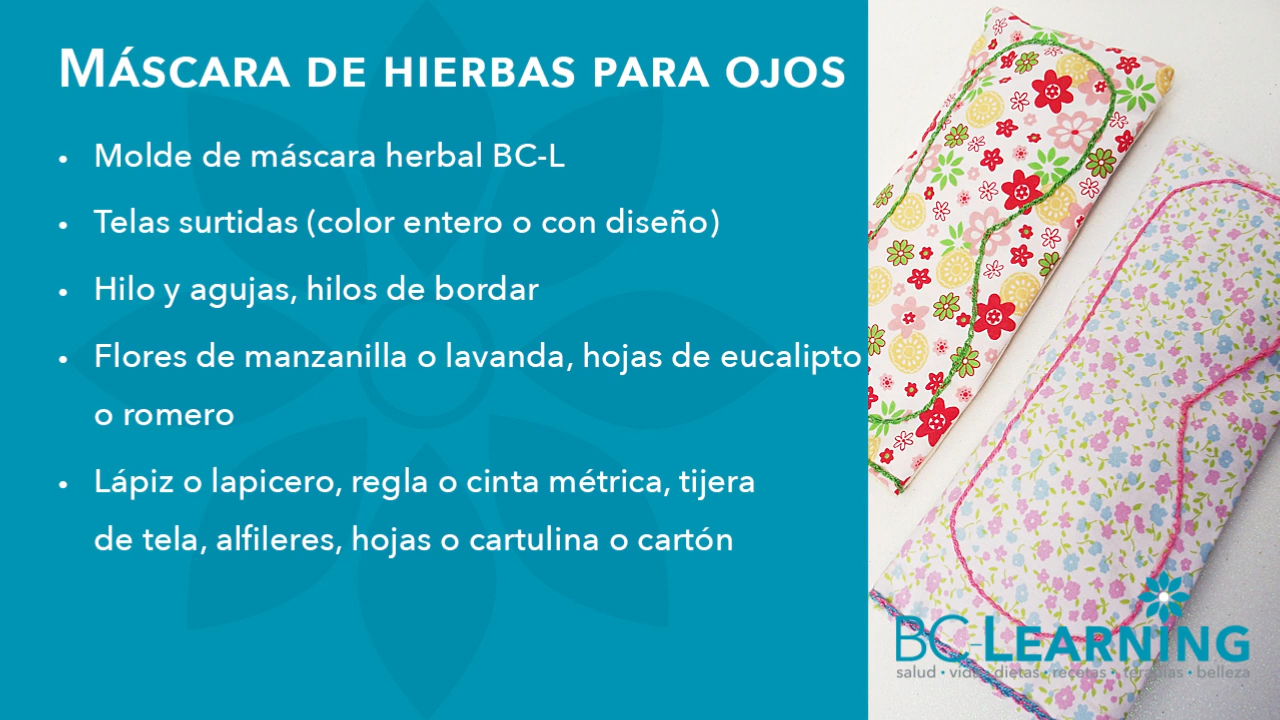 MÁSCARA DE HIERBAS PARA OJOS
• Molde de máscara herbal BC-L
• Telas surtidas (color entero o con diseño)
• Hilo y agujas, hilos de bordar
• Flores de manzanilla o lavanda, hojas de eucalipto
o romero
• Lápiz o lapicero, regla o cinta métrica, tijera
de tela, alfileres, hojas o cartulina o cartón
BC-LEARNING
salud • vida • dietas • recetas • terapias • belleza